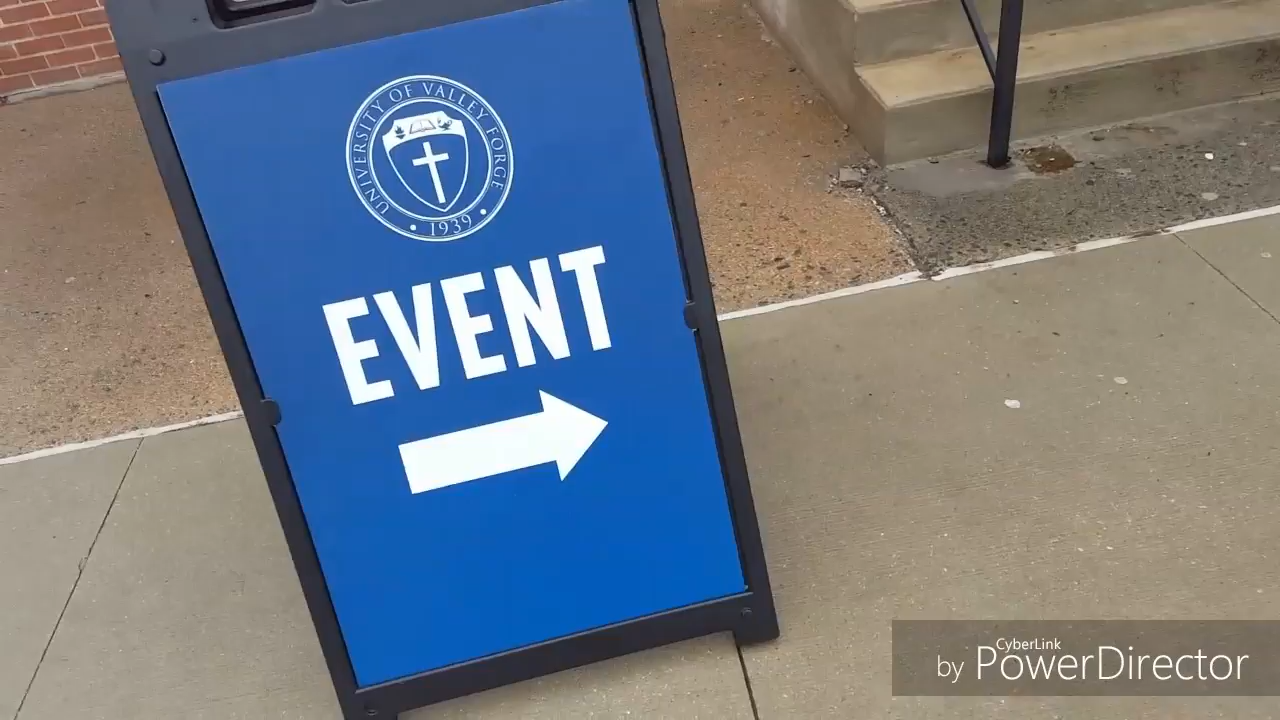 UNIVERSITY OF VALLEY FORGE
• 1939 •
EVENT
CyberLink
by PowerDirector